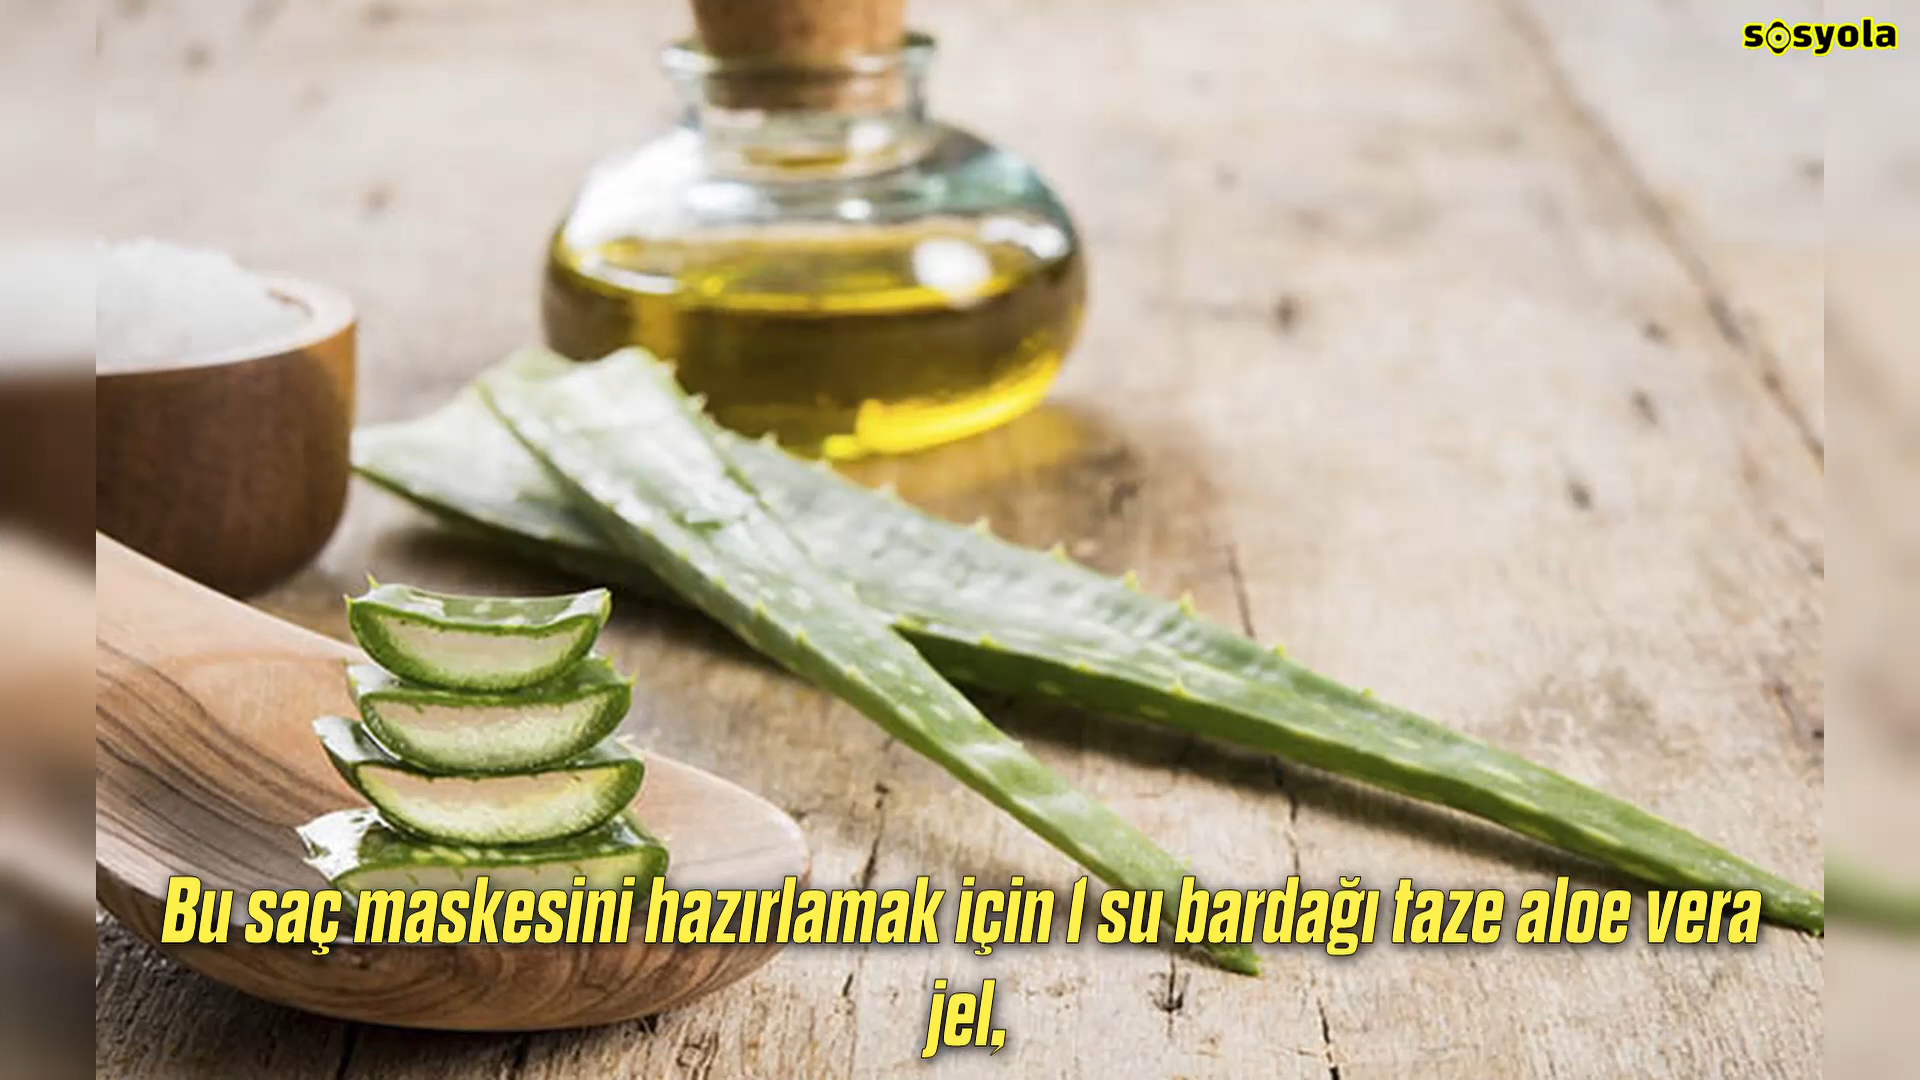 sosyola
Bu saç maskesini hazırlamak için 1 su bardağı taze aloe vera
jel,